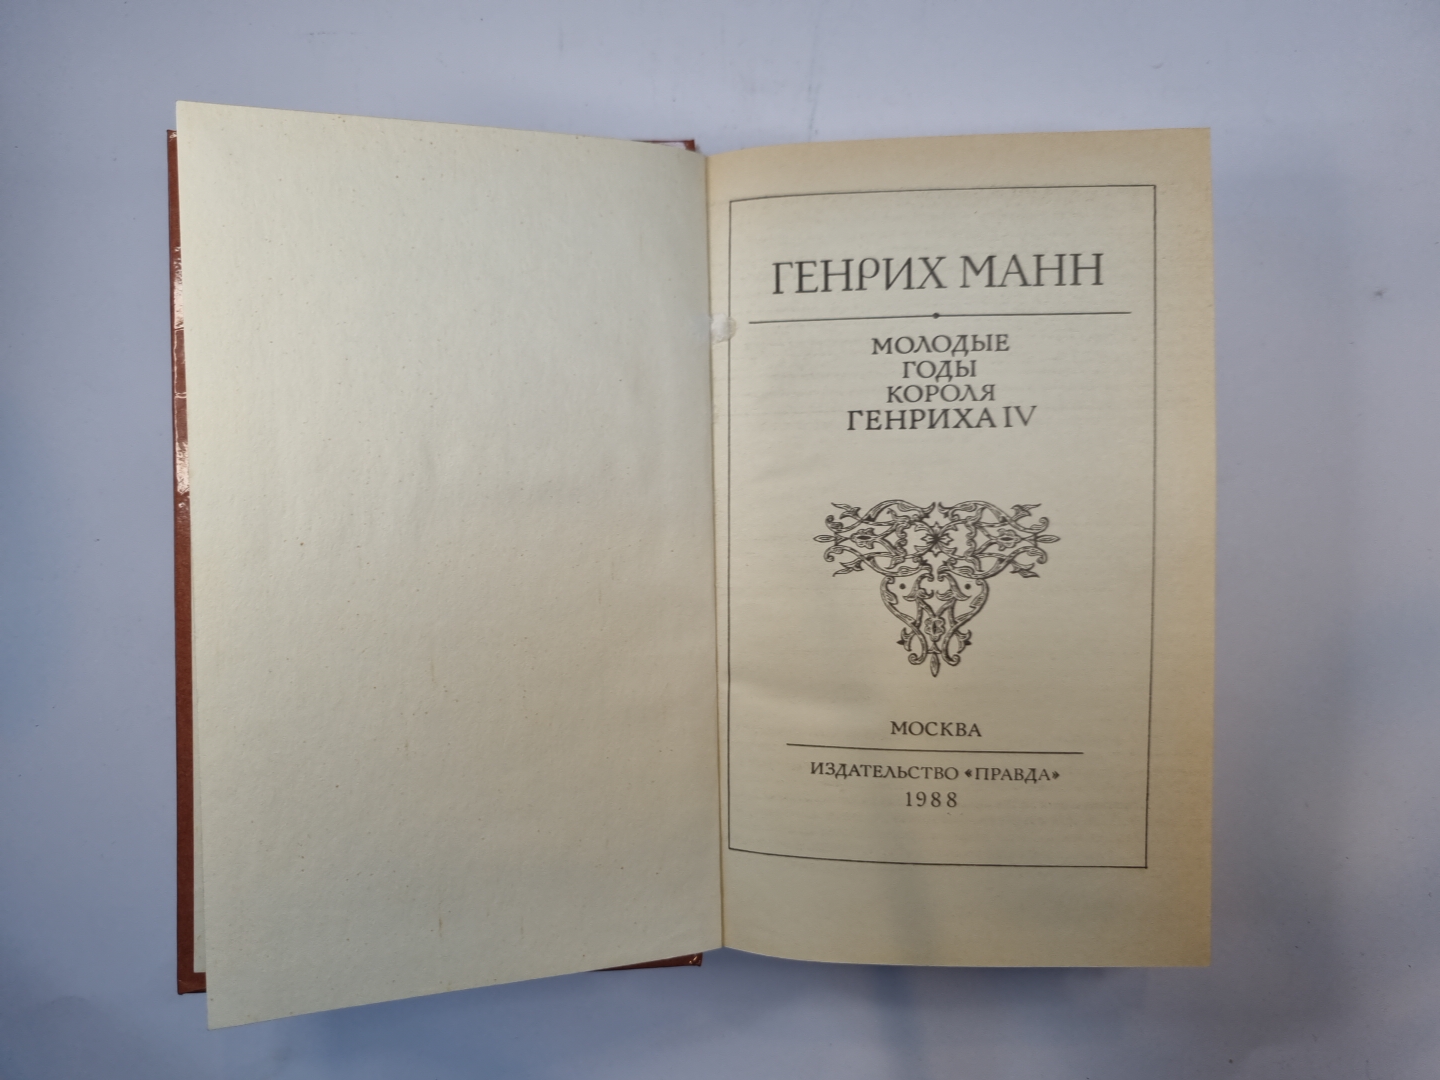 ГЕНРИХ МАНН
МОЛОДЫЕ
ГОДЫ
КОРОЛЯ
ГЕНРИХА IV
МОСКВА
ИЗДАТЕЛЬСТВО «ПРАВДА»
1988